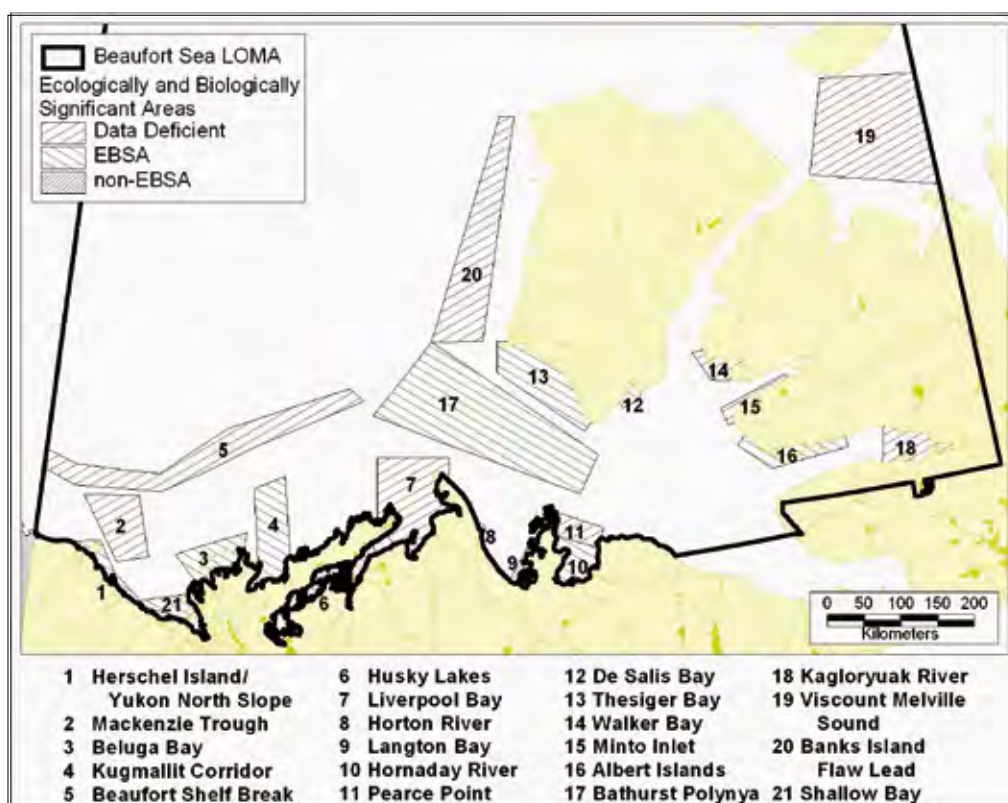 Beaufort Sea LOMA
Ecologically and Biologically
Significant Areas
Data Deficient
EBSA
non-EBSA
19
20
13
14
12
17
15
5
16
18
7
2
4
11
8
3
9
10
1
21
6
0 50 100 150 200
Kilometers
1 Herschel Island/
Yukon North Slope
2 Mackenzie Trough
3 Beluga Bay
4 Kugmallit Corridor
5 Beaufort Shelf Break
6 Husky Lakes
7 Liverpool Bay
8 Horton River
9 Langton Bay
10 Hornaday River
11 Pearce Point
12 De Salis Bay
13 Thesiger Bay
14 Walker Bay
15 Minto Inlet
16 Albert Islands
17 Bathurst Polynya
18 Kagloryuak River
19 Viscount Melville
Sound
20 Banks Island
Flaw Lead
21 Shallow Bay